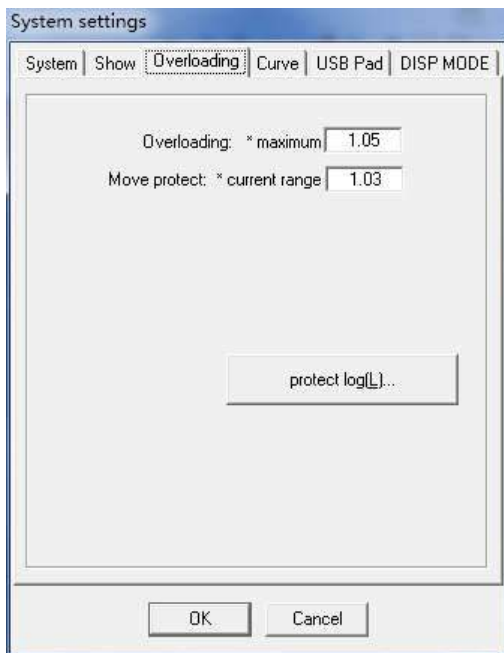 System settings
System Show Overloading Curve USB Pad DISP MODE
Overloading: * maximum 1.05
Move protect: * current range 1.03
protect log(L)...
OK Cancel